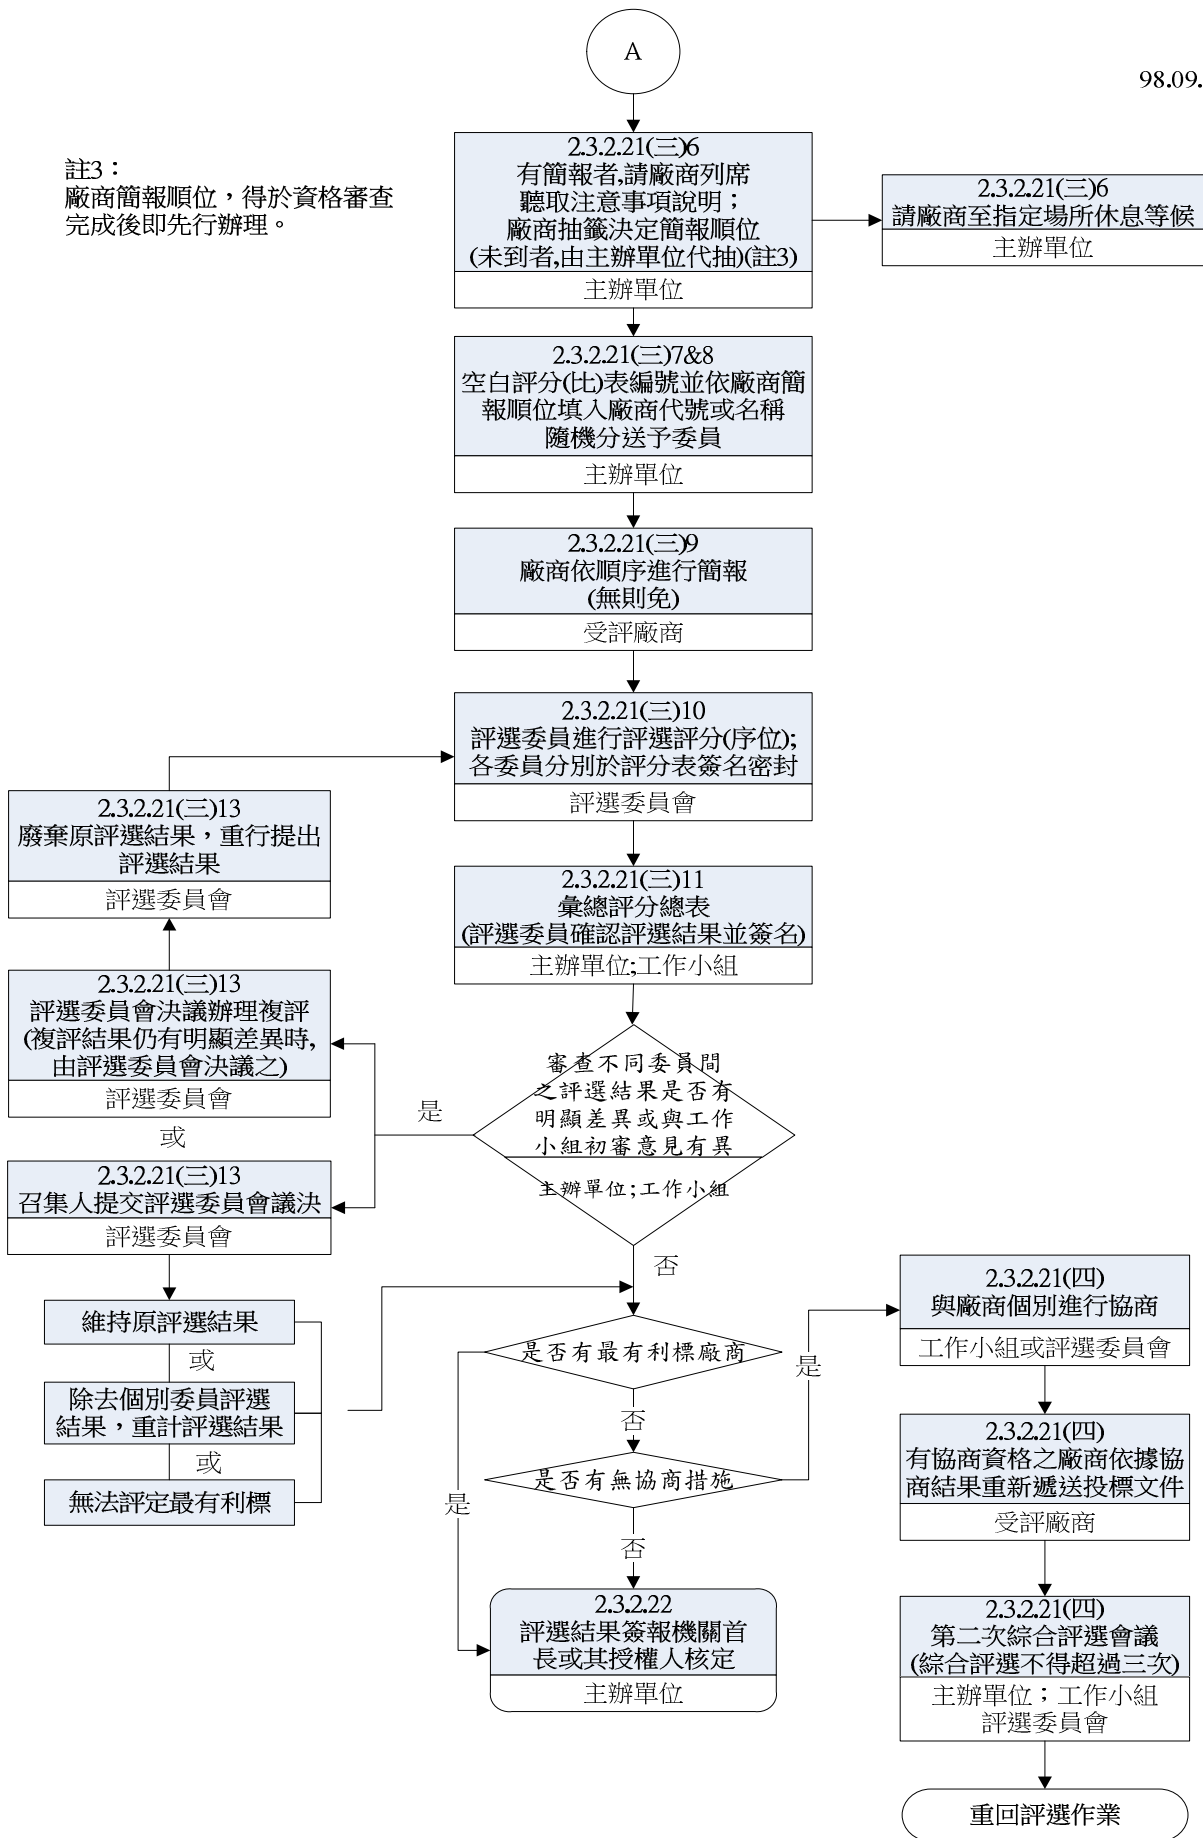 A
98.09.
註3：
廠商簡報順位，得於資格審查
完成後即先行辦理。
2.3.2.21(三)6
有簡報者,請廠商列席
聽取注意事項說明；
廠商抽籤決定簡報順位
(未到者,由主辦單位代抽)(註3)
主辦單位
2.3.2.21(三)6
請廠商至指定場所休息等候
主辦單位
2.3.2.21(三)7&8
空白評分(比)表編號並依廠商簡
報順位填入廠商代號或名稱
隨機分送予委員
主辦單位
2.3.2.21(三)9
廠商依順序進行簡報
(無則免)
受評廠商
2.3.2.21(三)10
評選委員進行評選評分(序位);
各委員分別於評分表簽名密封
評選委員會
2.3.2.21(三)13
廢棄原評選結果，重行提出
評選結果
評選委員會
2.3.2.21(三)11
彙總評分總表
(評選委員確認評選結果並簽名)
主辦單位;工作小組
2.3.2.21(三)13
評選委員會決議辦理複評
(複評結果仍有明顯差異時,
由評選委員會決議之)
評選委員會
或
2.3.2.21(三)13
召集人提交評選委員會議決
評選委員會
是
審查不同委員間
之評選結果是否有
明顯差異或與工作
小組初審意見有異
主辦單位;工作小組
否
維持原評選結果
或
除去個別委員評選
結果，重計評選結果
或
無法評定最有利標
是否有最有利標廠商
否
是
是否有無協商措施
是
否
2.3.2.22
評選結果簽報機關首
長或其授權人核定
主辦單位
2.3.2.21(四)
與廠商個別進行協商
工作小組或評選委員會
2.3.2.21(四)
有協商資格之廠商依據協
商結果重新遞送投標文件
受評廠商
2.3.2.21(四)
第二次綜合評選會議
(綜合評選不得超過三次)
主辦單位；工作小組
評選委員會
重回評選作業